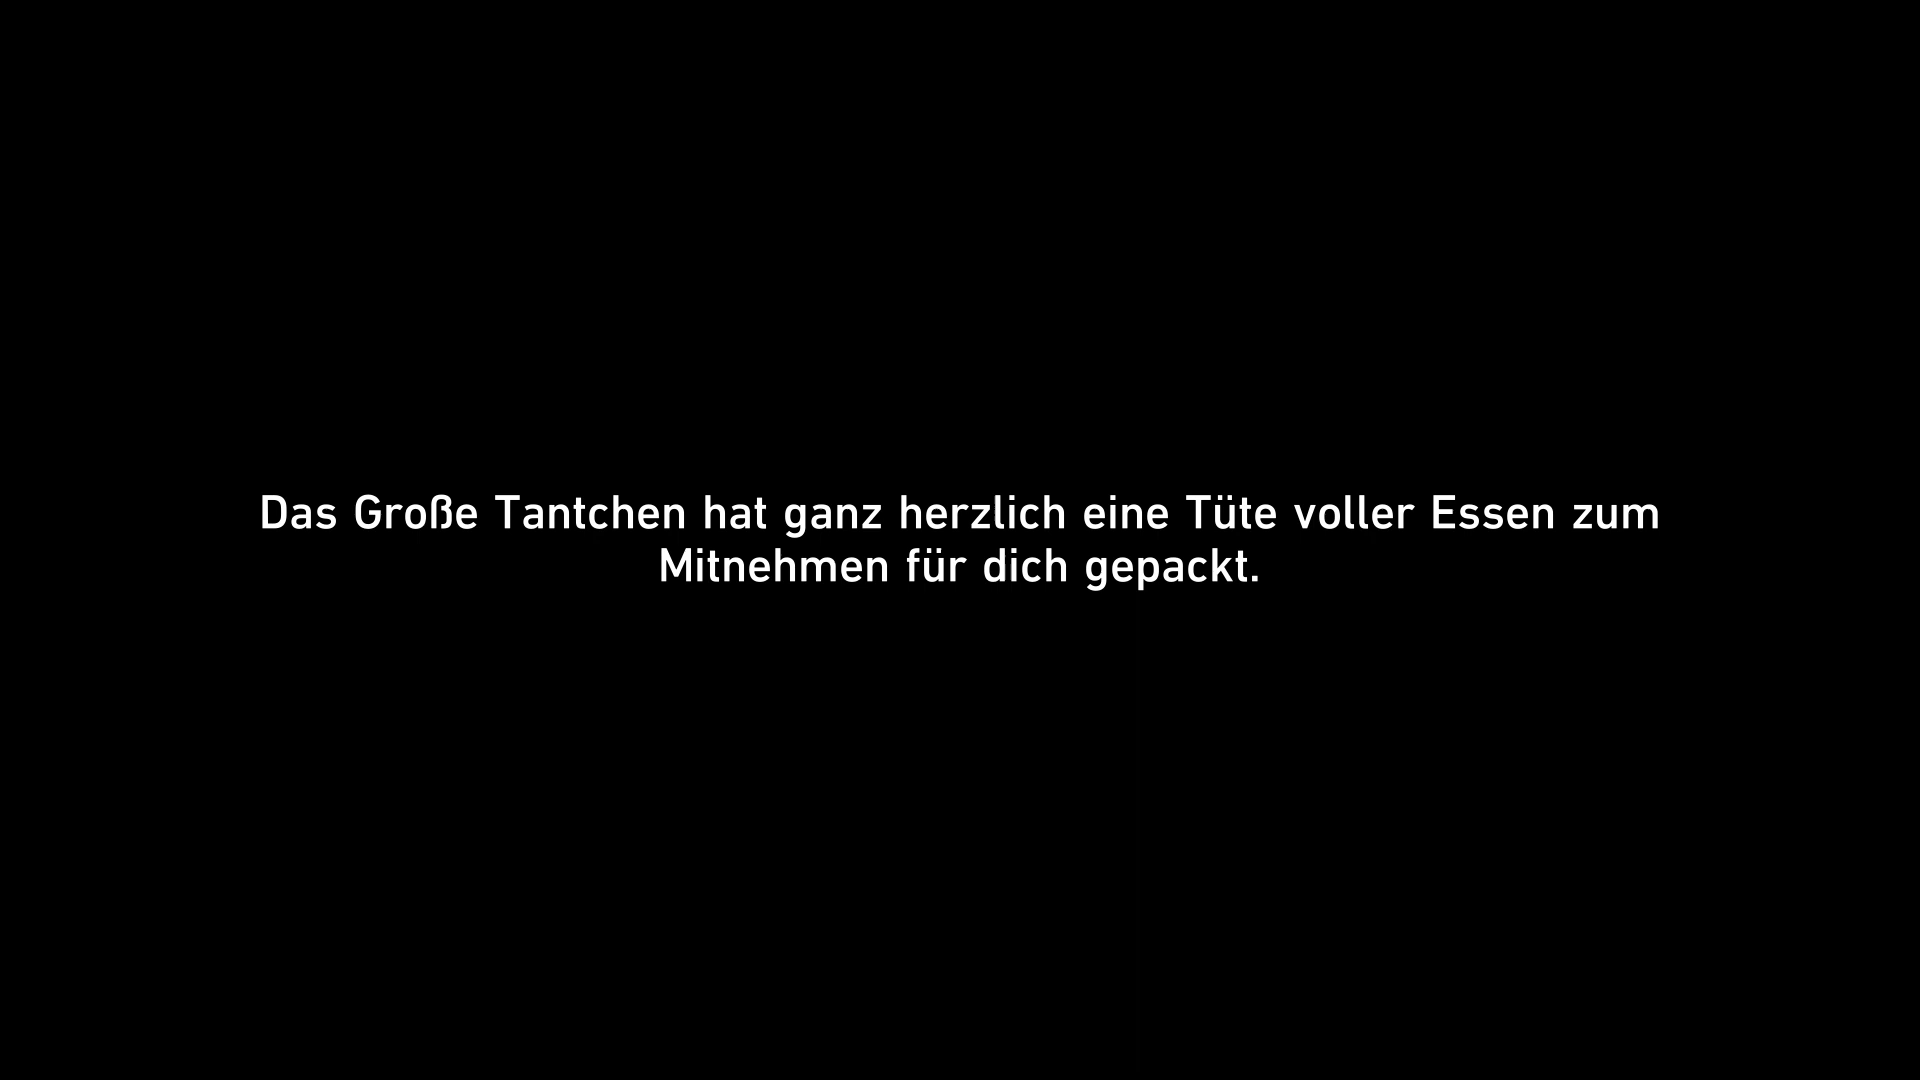 Das Große Tantchen hat ganz herzlich eine Tüte voller Essen zum
Mitnehmen für dich gepackt.